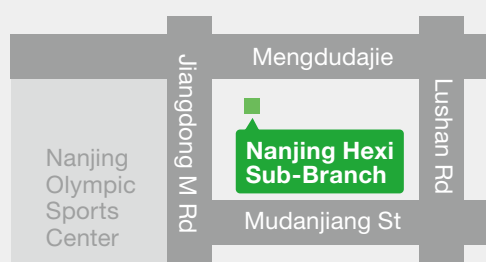 Mengdudajie
Jiangdong M Rd
Lushan Rd
Nanjing Hexi
Sub-Branch
Nanjing
Olympic
Sports
Center
Mudanjiang St